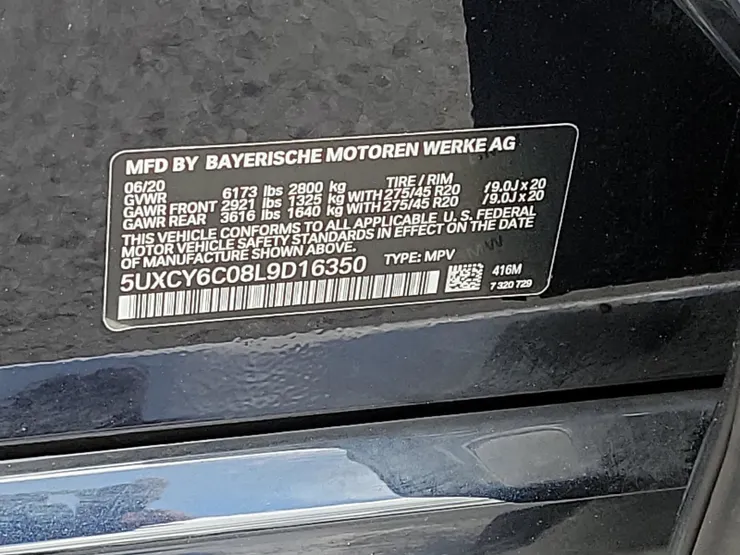 MFD BY BAYERISCHE MOTOREN WERKE AG
06/20 TIRE / RIM
GVWR 6173 lbs 2800 kg
GAWR FRONT 2921 lbs 1325 kg WITH 275/45 R20 /9.0J x 20
GAWR REAR 3616 lbs 1640 kg WITH 275/45 R20 /9.0J x 20
THIS VEHICLE CONFORMS TO ALL APPLICABLE U. S. FEDERAL
MOTOR VEHICLE SAFETY STANDARDS IN EFFECT ON THE DATE
OF MANUFACTURE SHOWN ABOVE.
5UXCY6C08L9D16350 TYPE: MPV
416M
7 320 729